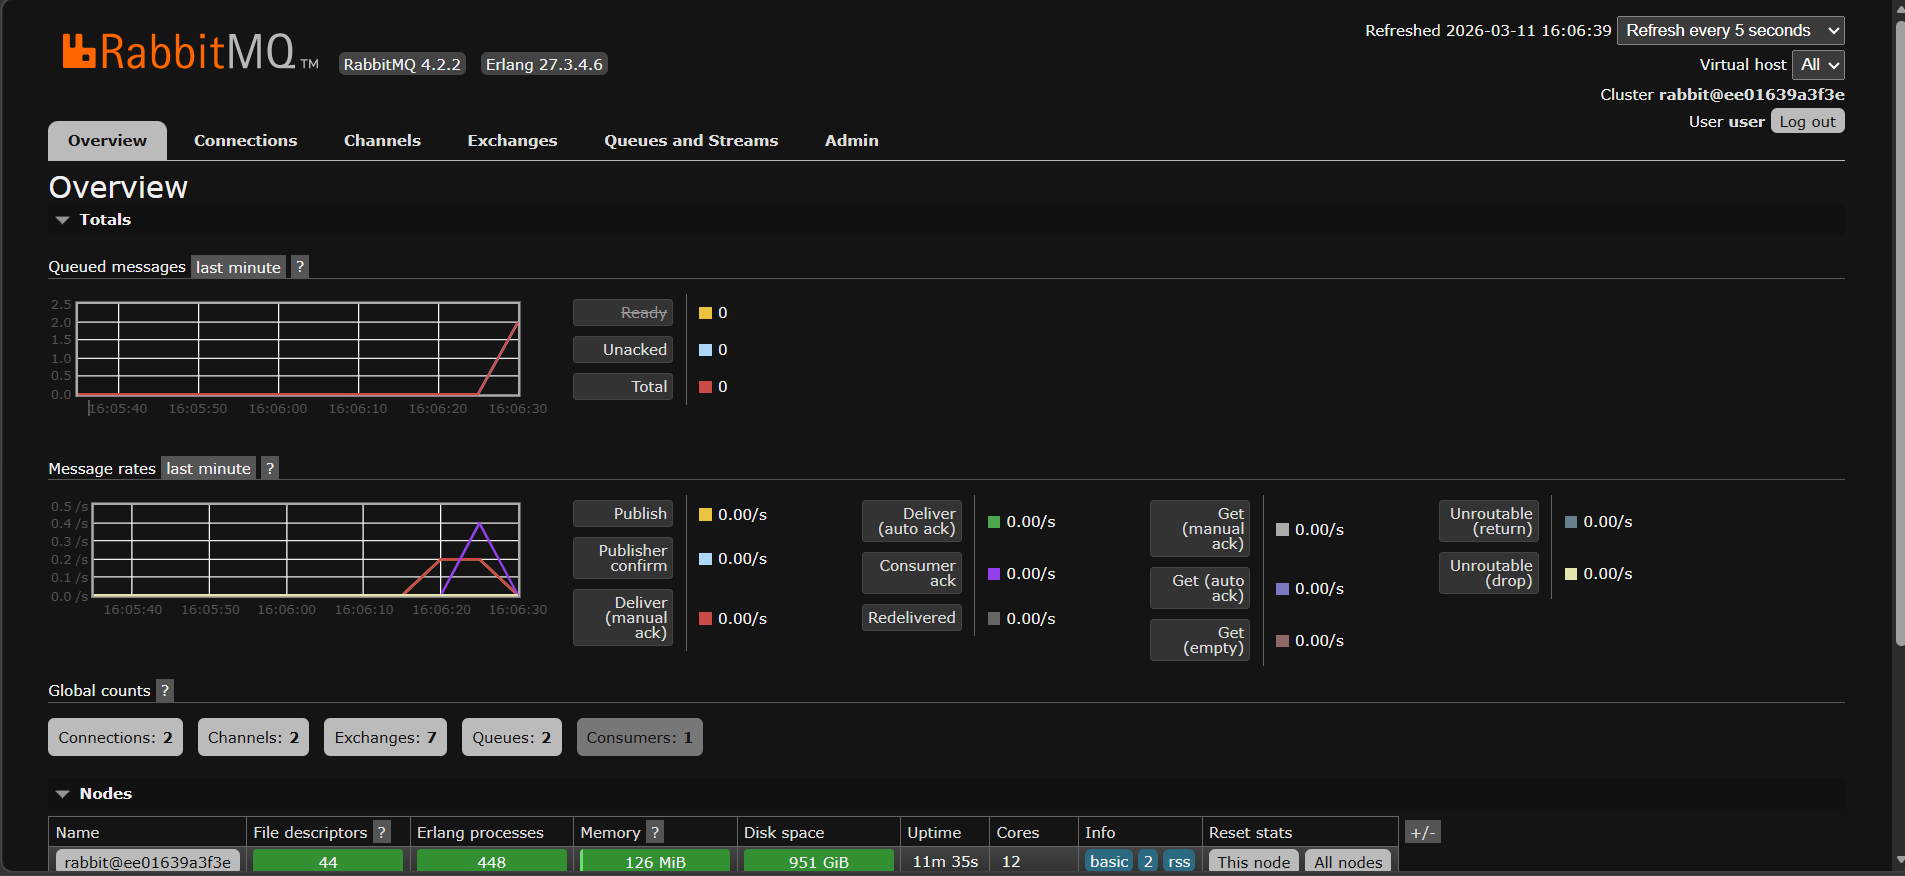 RabbitMQ™ RabbitMQ 4.2.2 Erlang 27.3.4.6
Refreshed 2026-03-11 16:06:39 Refresh every 5 seconds
Virtual host All
Cluster rabbit@ee01639a3f3e
User user Log out
Overview Connections Channels Exchanges Queues and Streams Admin
Overview
Totals
Queued messages last minute ?
2.5
2.0
1.5
1.0
0.5
0.0
16:05:40 16:05:50 16:06:00 16:06:10 16:06:20 16:06:30
Ready 0
Unacked 0
Total 0
Message rates last minute ?
0.5 /s
0.4 /s
0.3 /s
0.2 /s
0.1 /s
0.0 /s
16:05:40 16:05:50 16:06:00 16:06:10 16:06:20 16:06:30
Publish 0.00/s
Publisher
confirm 0.00/s
Deliver
(manual 0.00/s
ack)
Deliver
(auto ack) 0.00/s
Consumer
ack 0.00/s
Redelivered 0.00/s
Get
(manual 0.00/s
ack)
Get (auto
ack) 0.00/s
Get
(empty) 0.00/s
Unroutable
(return) 0.00/s
Unroutable
(drop) 0.00/s
Global counts ?
Connections: 2 Channels: 2 Exchanges: 7 Queues: 2 Consumers: 1
Nodes
Name File descriptors ? Erlang processes Memory ? Disk space Uptime Cores Info Reset stats +/-
rabbit@ee01639a3f3e 44 448 126 MiB 951 GiB 11m 35s 12 basic 2 rss This node All nodes